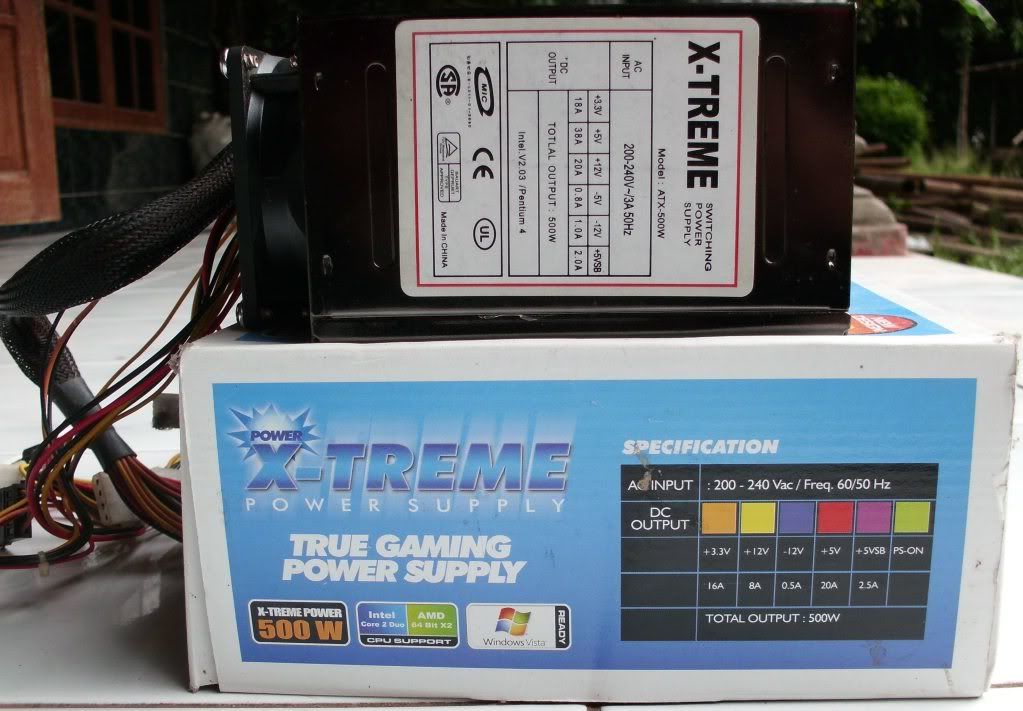 X-TREME
SWITCHING
POWER
SUPPLY
Model : ATX-500W
AC
INPUT
200-240V~/3A 50Hz
DC
OUTPUT
+3.3V +5V +12V -5V -12V +5VSB
18A 38A 20A 0.8A 1.0A 2.0A
TOTLAL OUTPUT : 500W
Intel.V2.03 /Pentium 4
MIC
CE
UL
SA
APPROVED
Made in CHINA
POWER
X-TREME
POWER SUPPLY
TRUE GAMING
POWER SUPPLY
X-TREME POWER
500 W
Intel
Core 2 Duo
AMD
64 Bit X2
CPU SUPPORT
Windows Vista
READY
SPECIFICATION
AC INPUT : 200 - 240 Vac / Freq. 60/50 Hz
DC
OUTPUT
+3.3V +12V -12V +5V +5VSB PS-ON
16A 8A 0.5A 20A 2.5A
TOTAL OUTPUT : 500W